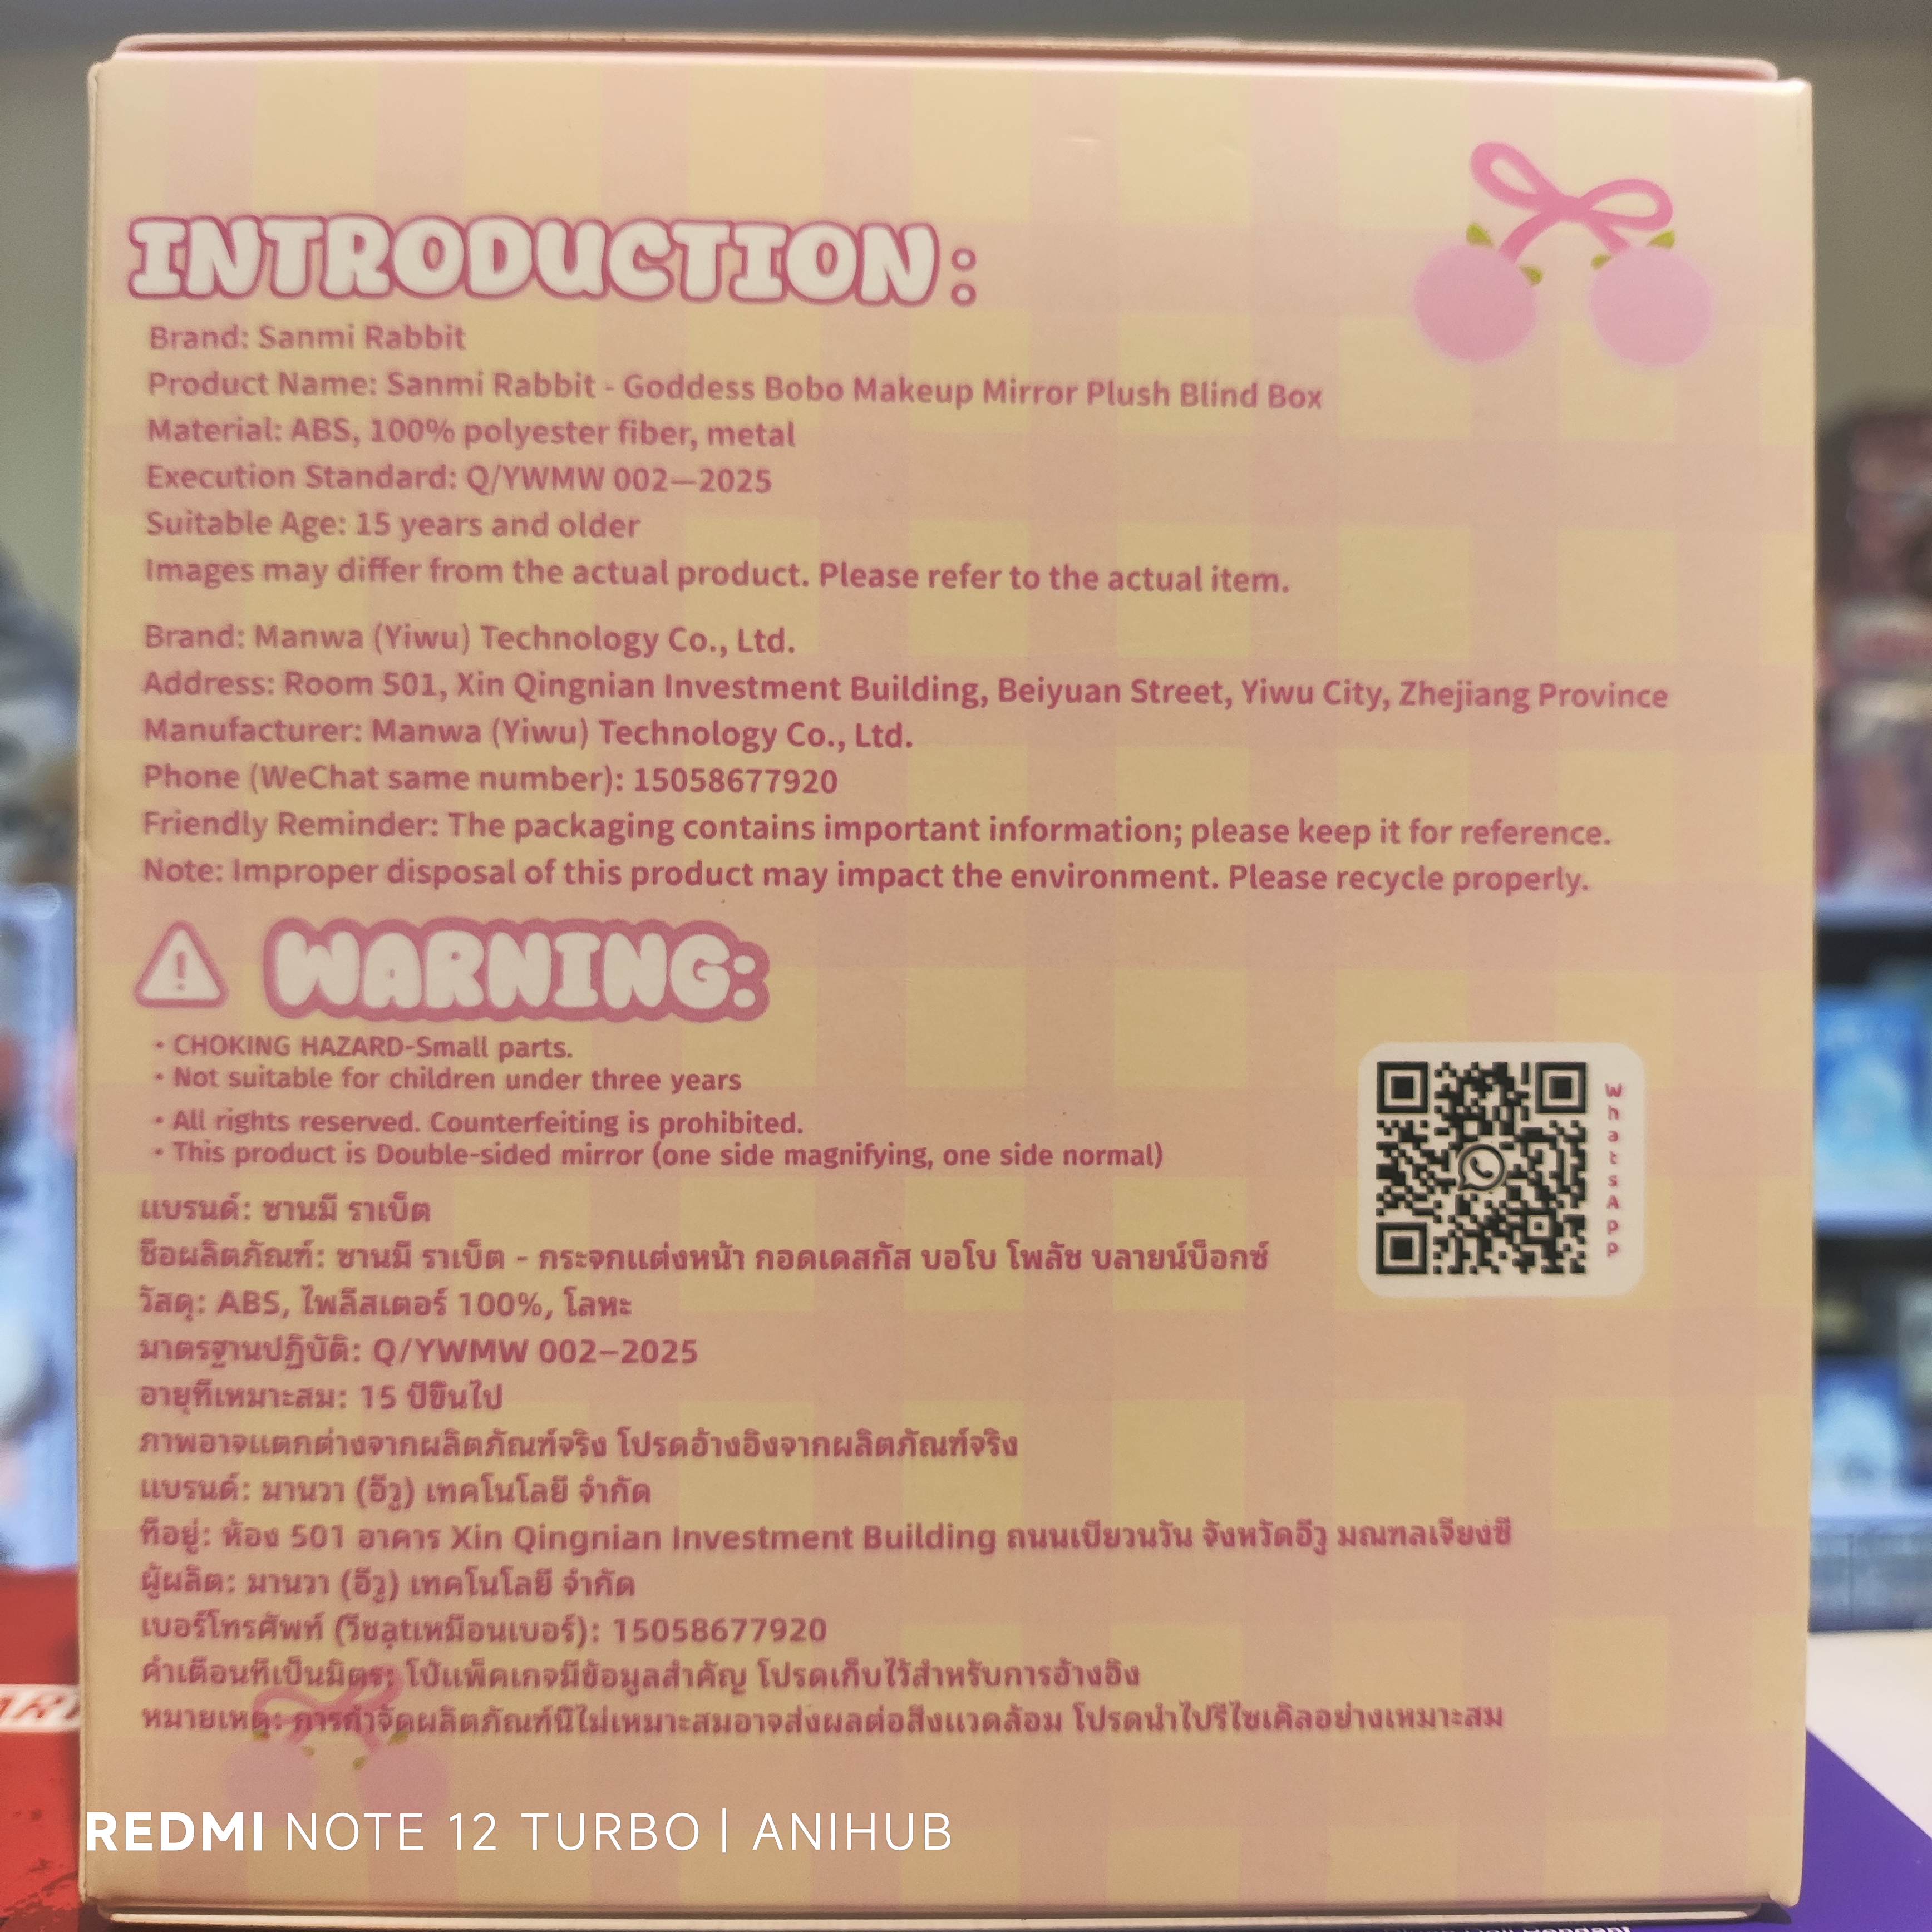 INTRODUCTION:
Brand: Sanmi Rabbit
Product Name: Sanmi Rabbit - Goddess Bobo Makeup Mirror Plush Blind Box
Material: ABS, 100% polyester fiber, metal
Execution Standard: Q/YWMW 002—2025
Suitable Age: 15 years and older
Images may differ from the actual product. Please refer to the actual item.
Brand: Manwa (Yiwu) Technology Co., Ltd.
Address: Room 501, Xin Qingnian Investment Building, Beiyuan Street, Yiwu City, Zhejiang Province
Manufacturer: Manwa (Yiwu) Technology Co., Ltd.
Phone (WeChat same number): 15058677920
Friendly Reminder: The packaging contains important information; please keep it for reference.
Note: Improper disposal of this product may impact the environment. Please recycle properly.
WARNING:
• CHOKING HAZARD-Small parts.
• Not suitable for children under three years
• All rights reserved. Counterfeiting is prohibited.
• This product is Double-sided mirror (one side magnifying, one side normal)
WhatsAPP
แบรนด์: ซานมี ราเบ็ต
ชื่อผลิตภัณฑ์: ซานมี ราเบ็ต - กระจกแต่งหน้า กอดเดสกัส บอโบ โพลัช บลายน์บ็อกซ์
วัสดุ: ABS, ไพลีสเตอร์ 100%, โลหะ
มาตรฐานปฏิบัติ: Q/YWMW 002–2025
อายุที่เหมาะสม: 15 ปีขึ้นไป
ภาพอาจแตกต่างจากผลิตภัณฑ์จริง โปรดอ้างอิงจากผลิตภัณฑ์จริง
แบรนด์: มานวา (อี้วู) เทคโนโลยี จำกัด
ที่อยู่: ห้อง 501 อาคาร Xin Qingnian Investment Building ถนนเบียวนวัน จังหวัดอี้วู มณฑลเจียงซี
ผู้ผลิต: มานวา (อี้วู) เทคโนโลยี จำกัด
เบอร์โทรศัพท์ (วีชatเหมือนเบอร์): 15058677920
คำเตือนที่เป็นมิตร: โป้แพ็คเกจมีข้อมูลสำคัญ โปรดเก็บไว้สำหรับการอ้างอิง
หมายเหตุ: การกำจัดผลิตภัณฑ์นี้ไม่เหมาะสมอาจส่งผลต่อสิ่งแวดล้อม โปรดนำไปรีไซเคิลอย่างเหมาะสม
REDMI NOTE 12 TURBO | ANIHUB